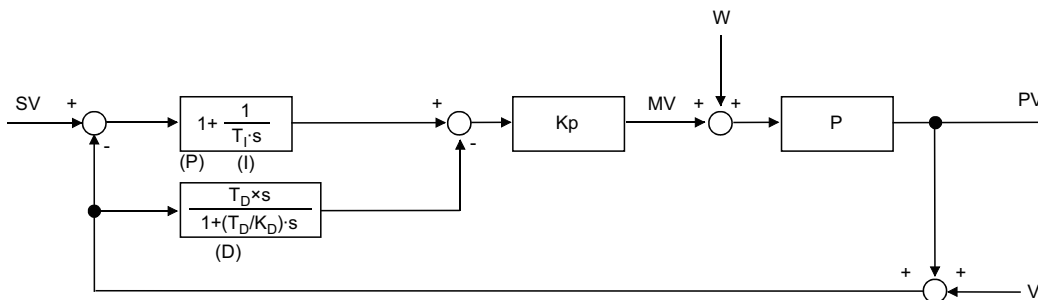 W
SV
+
-
1+ 1
T_I·s
(P) (I)
+
-
Kp
MV
+
+
P
PV
T_D×s
1+(T_D/K_D)·s
(D)
+
+
V